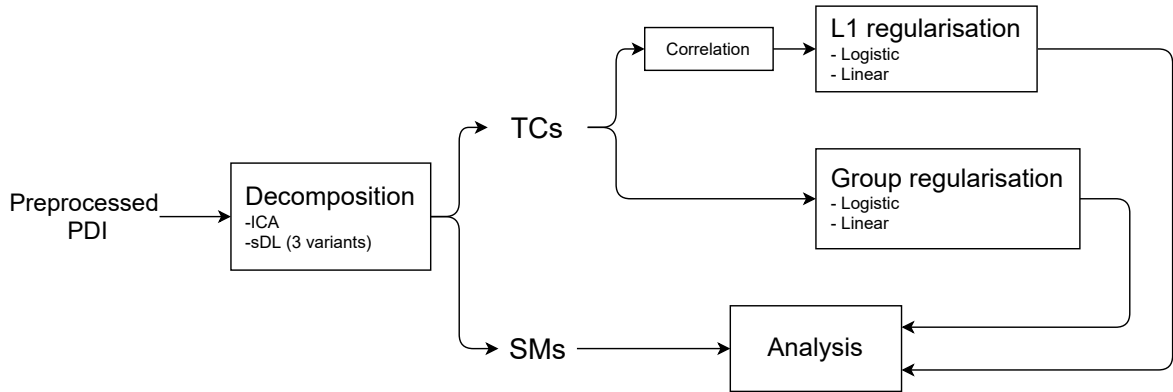 Preprocessed
PDI
Decomposition
-ICA
-sDL (3 variants)
TCs
SMs
Correlation
L1 regularisation
- Logistic
- Linear
Group regularisation
- Logistic
- Linear
Analysis